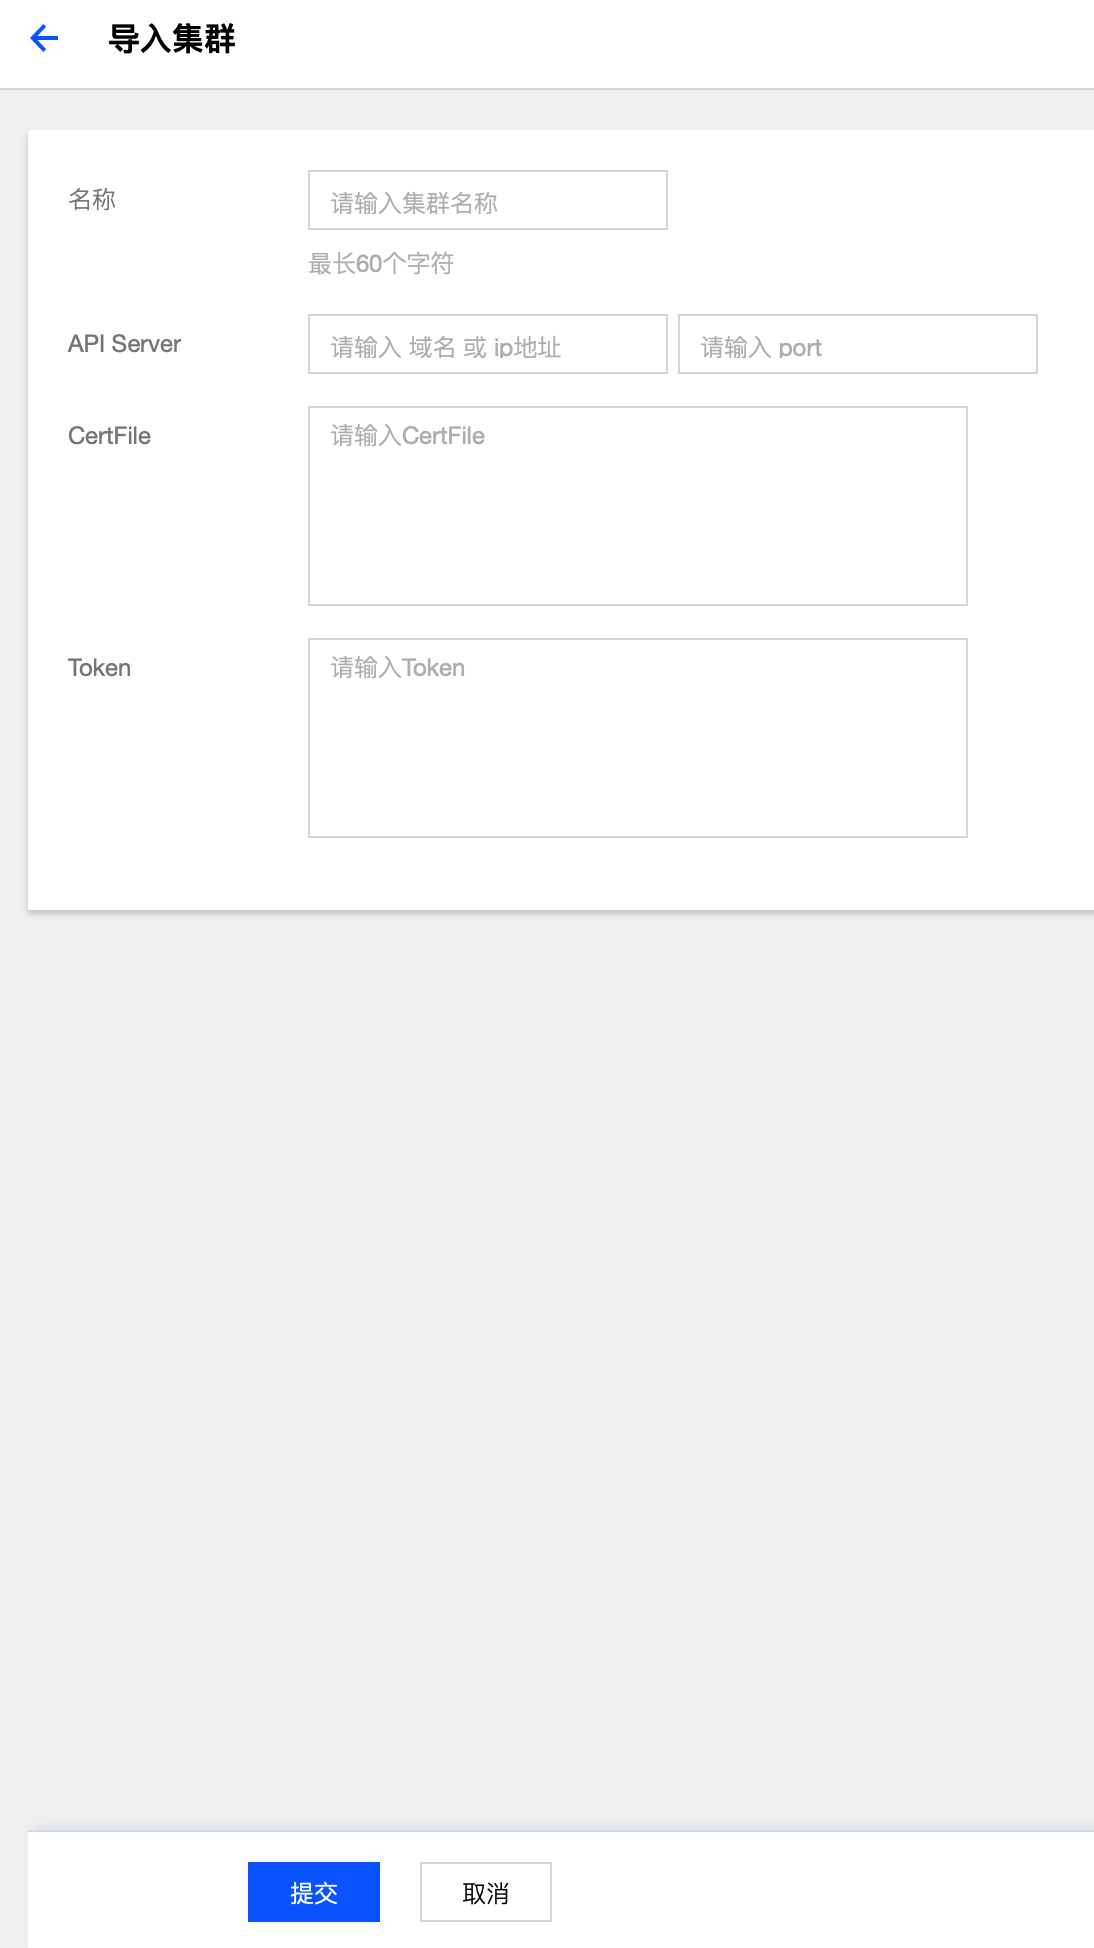 导入集群
名称
请输入集群名称
最长60个字符
API Server
请输入 域名 或 ip地址
请输入 port
CertFile
请输入CertFile
Token
请输入Token
提交
取消